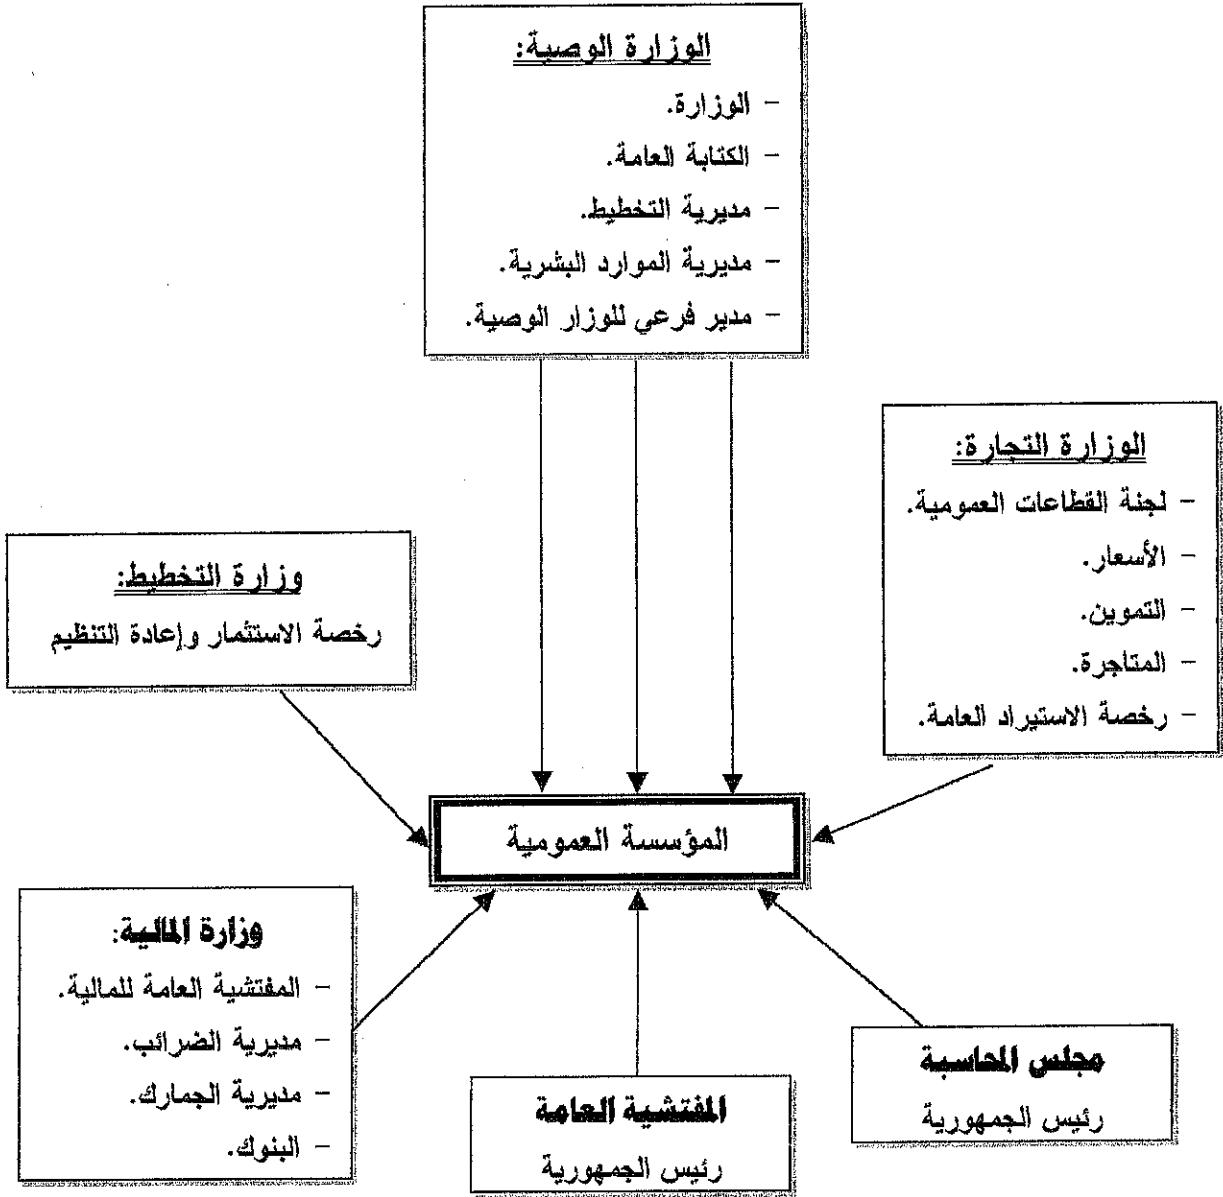 الوزارة الوصية:
- الوزارة.
- الكتابة العامة.
- مديرية التخطيط.
- مديرية الموارد البشرية.
- مدير فرعي للوزار الوصية.
الوزارة التجارة:
- لجنة القطاعات العمومية.
- الأسعار.
- التموين.
- المتاجرة.
- رخصة الاستيراد العامة.
وزارة التخطيط:
رخصة الاستثمار وإعادة التنظيم
المؤسسة العمومية
وزارة المالية:
- المفتشية العامة للمالية.
- مديرية الضرائب.
- مديرية الجمارك.
- البنوك.
المفتشية العامة
رئيس الجمهورية
مجلس المحاسبة
رئيس الجمهورية